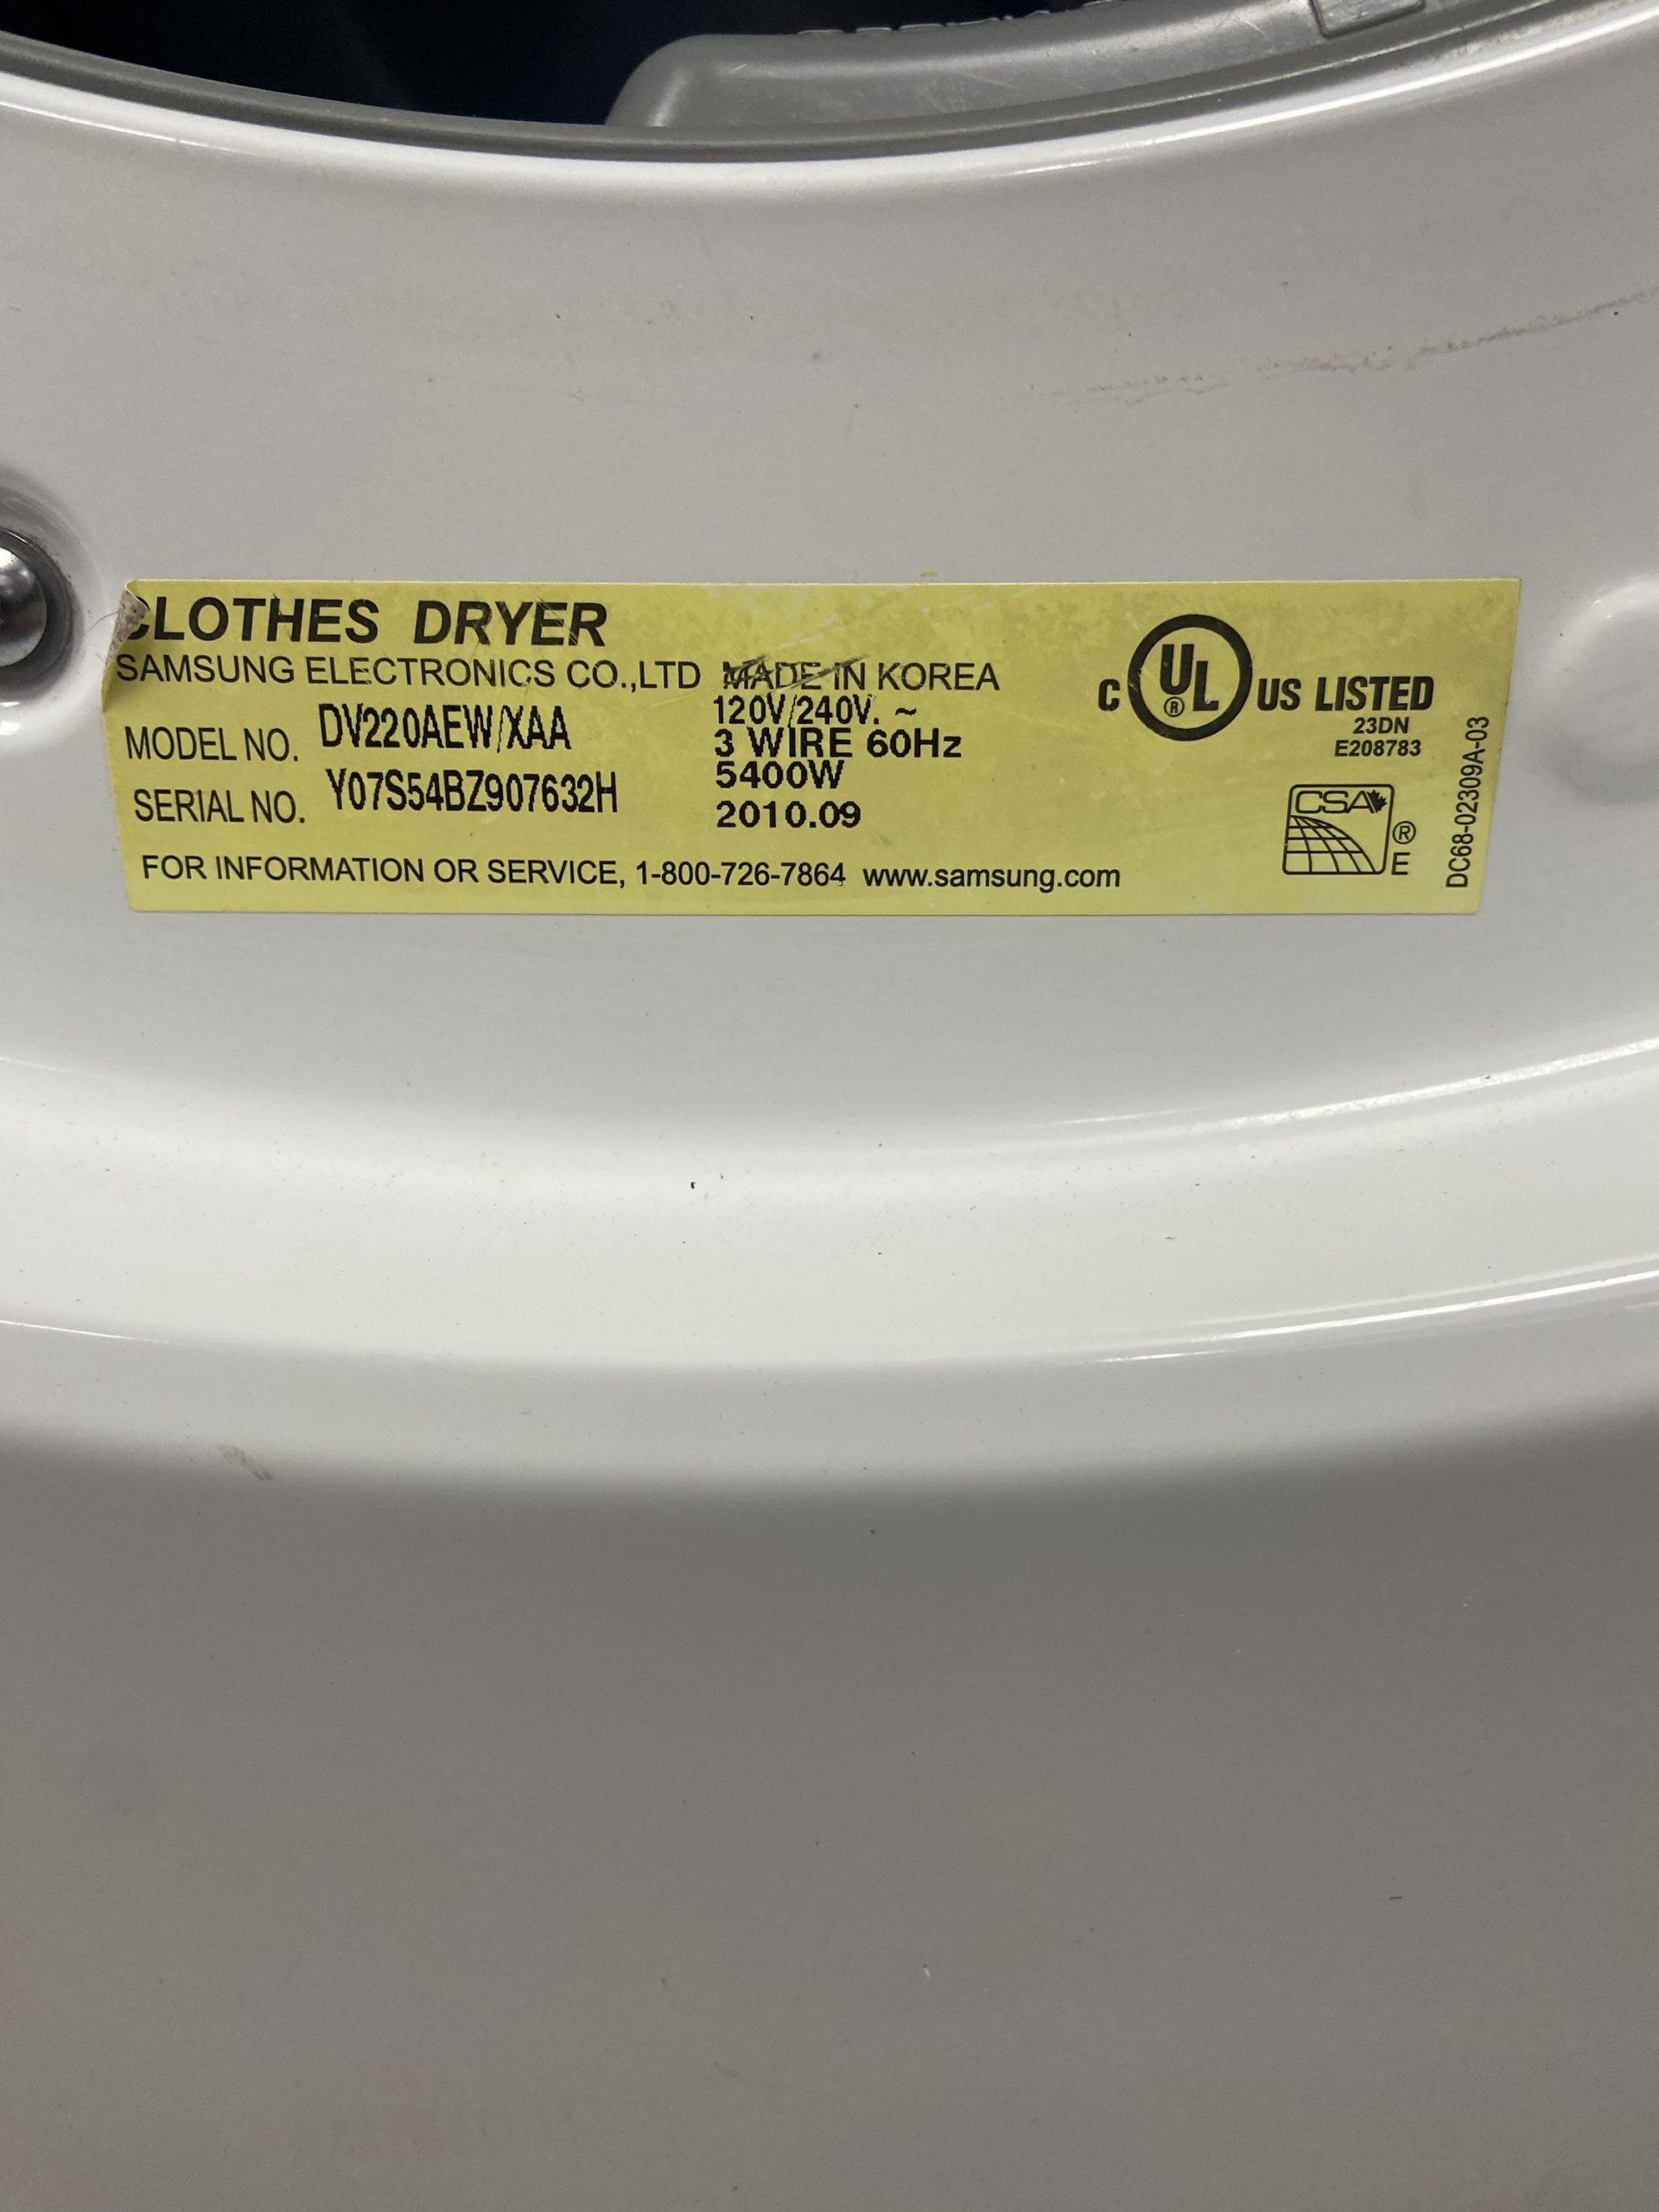 CLOTHES DRYER
SAMSUNG ELECTRONICS CO.,LTD MADE IN KOREA
MODEL NO. DV220AEW/XAA
SERIAL NO. Y07S54BZ907632H
120V/240V. ~
3 WIRE 60Hz
5400W
2010.09
FOR INFORMATION OR SERVICE, 1-800-726-7864 www.samsung.com
C UL ® US LISTED
23DN
E208783
CSA ®
E
DC68-02309A-03